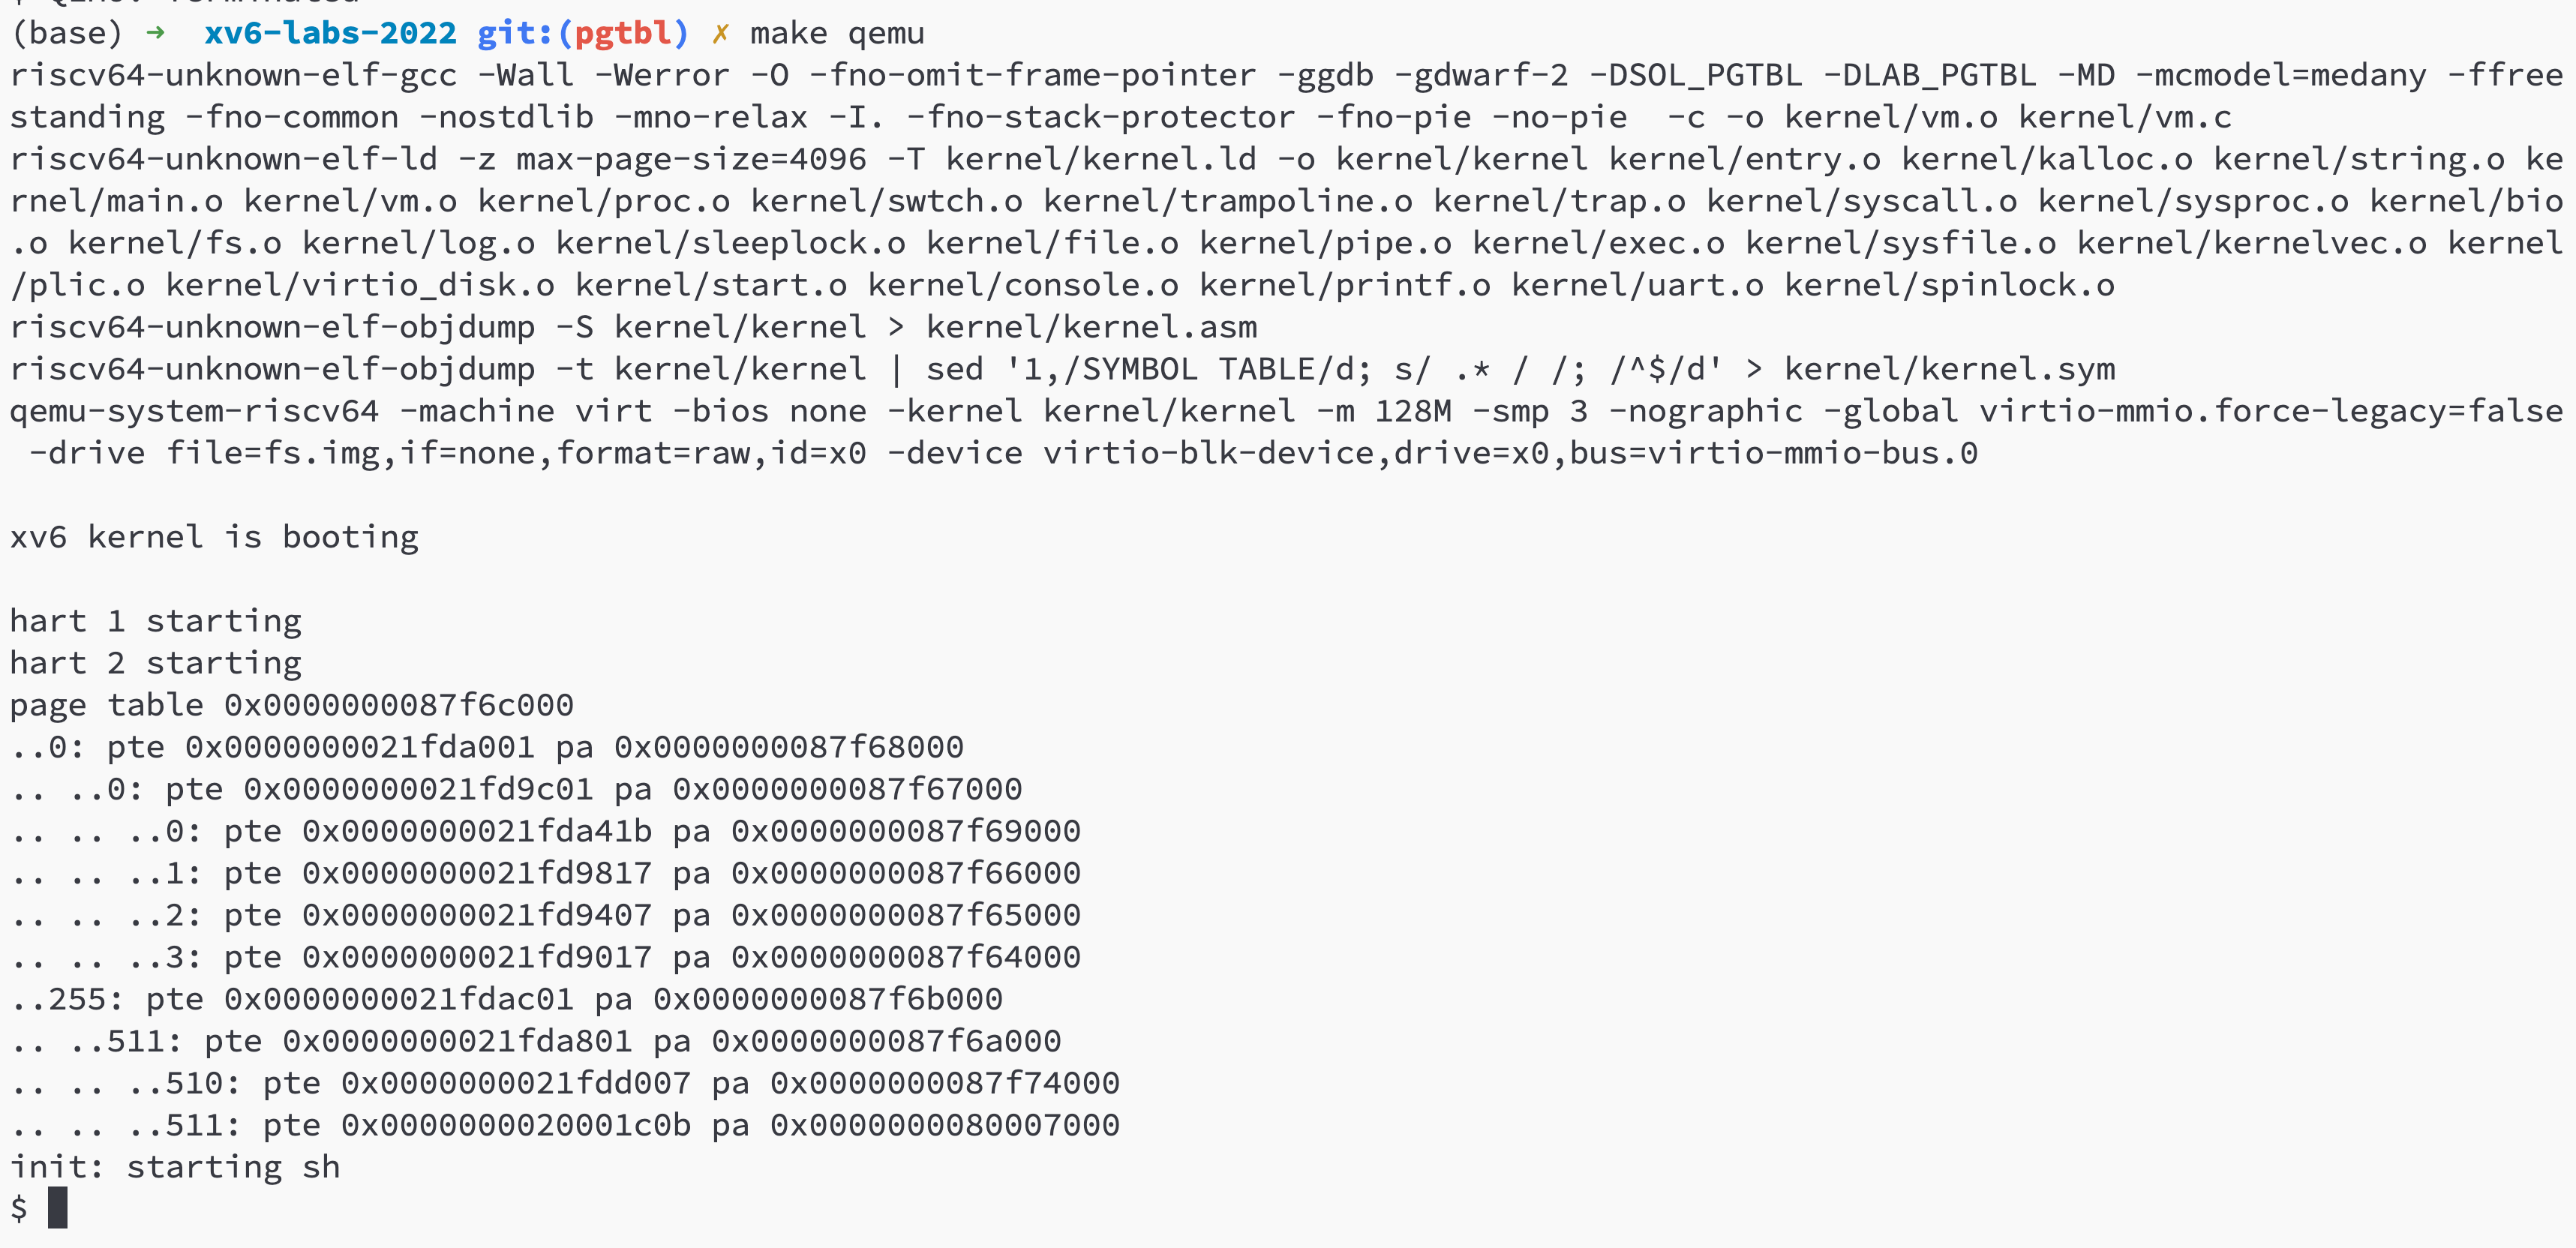 (base) → xv6-labs-2022 git:(pgtbl) ✗ make qemu
riscv64-unknown-elf-gcc -Wall -Werror -O -fno-omit-frame-pointer -ggdb -gdwarf-2 -DSOL_PGTBL -DLAB_PGTBL -MD -mcmodel=medany -ffree
standing -fno-common -nostdlib -mno-relax -I. -fno-stack-protector -fno-pie -no-pie  -c -o kernel/vm.o kernel/vm.c
riscv64-unknown-elf-ld -z max-page-size=4096 -T kernel/kernel.ld -o kernel/kernel kernel/entry.o kernel/kalloc.o kernel/string.o ke
rnel/main.o kernel/vm.o kernel/proc.o kernel/swtch.o kernel/trampoline.o kernel/trap.o kernel/syscall.o kernel/sysproc.o kernel/bio
.o kernel/fs.o kernel/log.o kernel/sleeplock.o kernel/file.o kernel/pipe.o kernel/exec.o kernel/sysfile.o kernel/kernelvec.o kernel
/plic.o kernel/virtio_disk.o kernel/start.o kernel/console.o kernel/printf.o kernel/uart.o kernel/spinlock.o
riscv64-unknown-elf-objdump -S kernel/kernel > kernel/kernel.asm
riscv64-unknown-elf-objdump -t kernel/kernel | sed '1,/SYMBOL TABLE/d; s/ .* / /; /^$/d' > kernel/kernel.sym
qemu-system-riscv64 -machine virt -bios none -kernel kernel/kernel -m 128M -smp 3 -nographic -global virtio-mmio.force-legacy=false
 -drive file=fs.img,if=none,format=raw,id=x0 -device virtio-blk-device,drive=x0,bus=virtio-mmio-bus.0
xv6 kernel is booting
hart 1 starting
hart 2 starting
page table 0x0000000087f6c000
..0: pte 0x0000000021fda001 pa 0x0000000087f68000
.. ..0: pte 0x0000000021fd9c01 pa 0x0000000087f67000
.. .. ..0: pte 0x0000000021fda41b pa 0x0000000087f69000
.. .. ..1: pte 0x0000000021fd9817 pa 0x0000000087f66000
.. .. ..2: pte 0x0000000021fd9407 pa 0x0000000087f65000
.. .. ..3: pte 0x0000000021fd9017 pa 0x0000000087f64000
..255: pte 0x0000000021fdac01 pa 0x0000000087f6b000
.. ..511: pte 0x0000000021fda801 pa 0x0000000087f6a000
.. .. ..510: pte 0x0000000021fdd007 pa 0x0000000087f74000
.. .. ..511: pte 0x0000000020001c0b pa 0x0000000080007000
init: starting sh
$